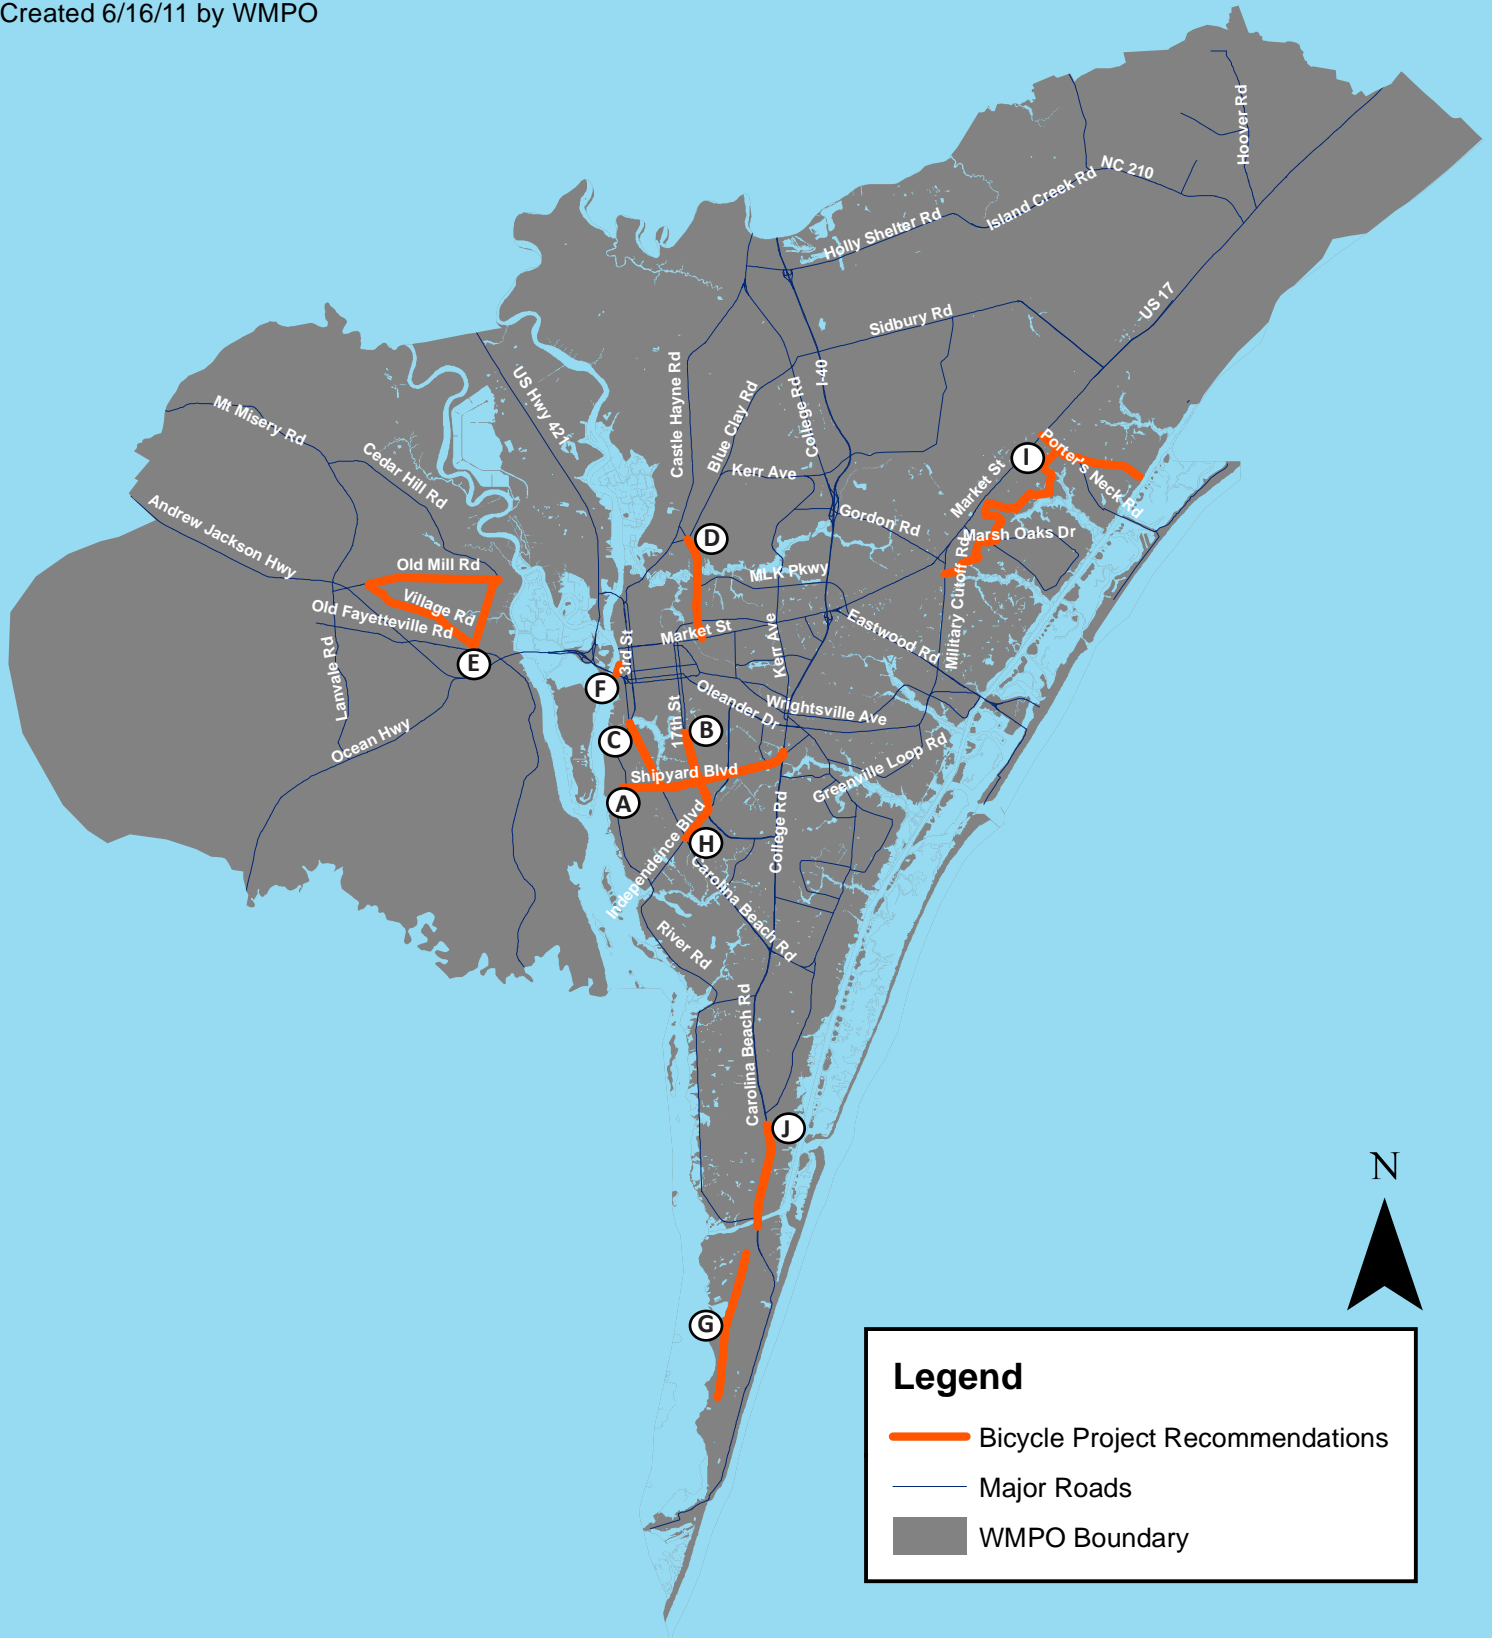 Created 6/16/11 by WMPO
Hoover Rd
NC 210
Island Creek Rd
Holly Shelter Rd
US 17
Sidbury Rd
I-40
Castle Hayne Rd
US Hwy 421
Blue Clay Rd
College Rd
Mt Misery Rd
Cedar Hill Rd
Kerr Ave
I
Porter's Neck Rd
Market St
Andrew Jackson Hwy
Gordon Rd
D
Marsh Oaks Dr
Old Mill Rd
MLK Pkwy
Village Rd
Old Fayetteville Rd
Military Cutoff Rd
Market St
Eastwood Rd
Kerr Ave
3rd St
E
Lanvale Rd
F
Oleander Dr
Wrightsville Ave
17th St
B
C
Ocean Hwy
Shipyard Blvd
Greenville Loop Rd
A
College Rd
H
Independence Blvd
Carolina Beach Rd
River Rd
Carolina Beach Rd
J
N
G
Legend
Bicycle Project Recommendations
Major Roads
WMPO Boundary